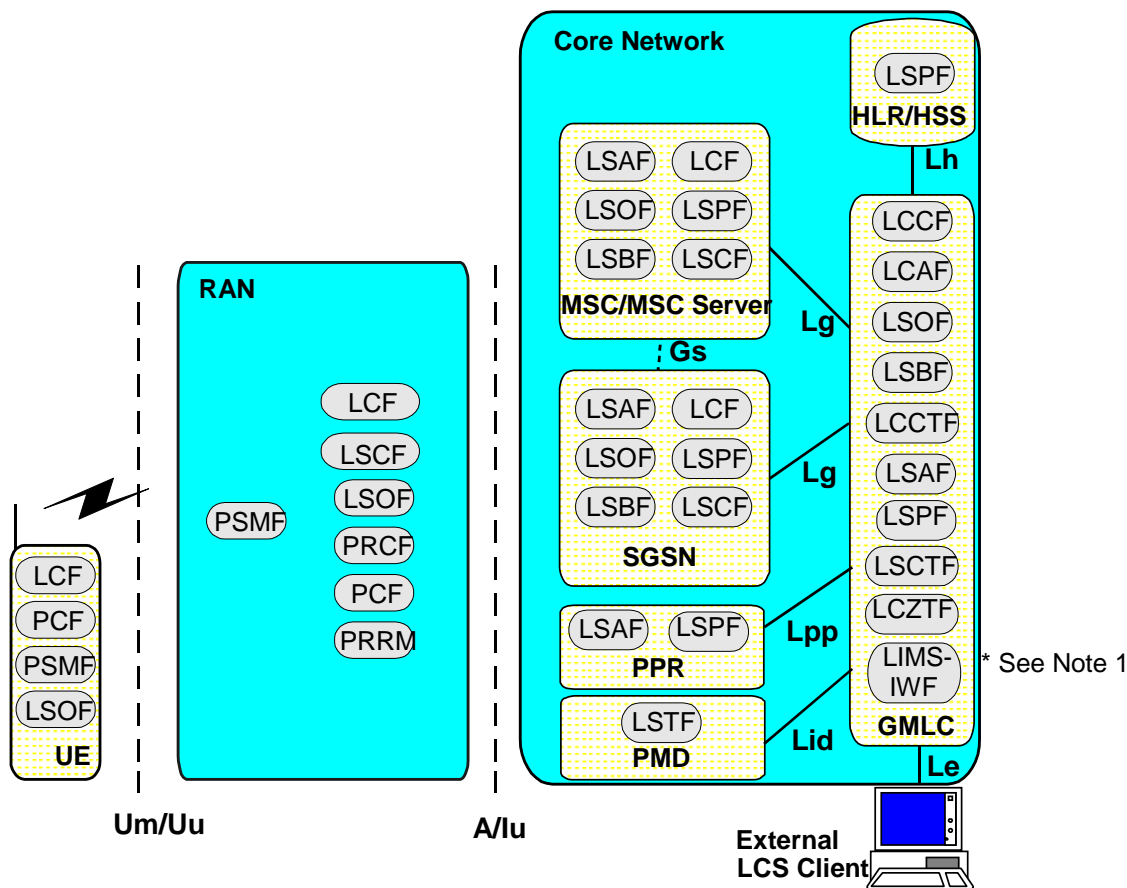 Core Network
LSPF
HLR/HSS
Lh
LSAF LCF
LSOF LSPF
LSBF LSCF
MSC/MSC Server
Lg
Gs
LSAF LCF
LSOF LSPF
LSBF LSCF
SGSN
Lg
LSAF LSPF
PPR
Lpp
LSTF
PMD
Lid
LCCF
LCAF
LSOF
LSBF
LCCTF
LSAF
LSPF
LSCTF
LCZTF
LIMS-
IWF
GMLC
* See Note 1
Le
RAN
PSMF
LCF
LSCF
LSOF
PRCF
PCF
PRRM
LCF
PCF
PSMF
LSOF
UE
Um/Uu
A/Iu
External
LCS Client